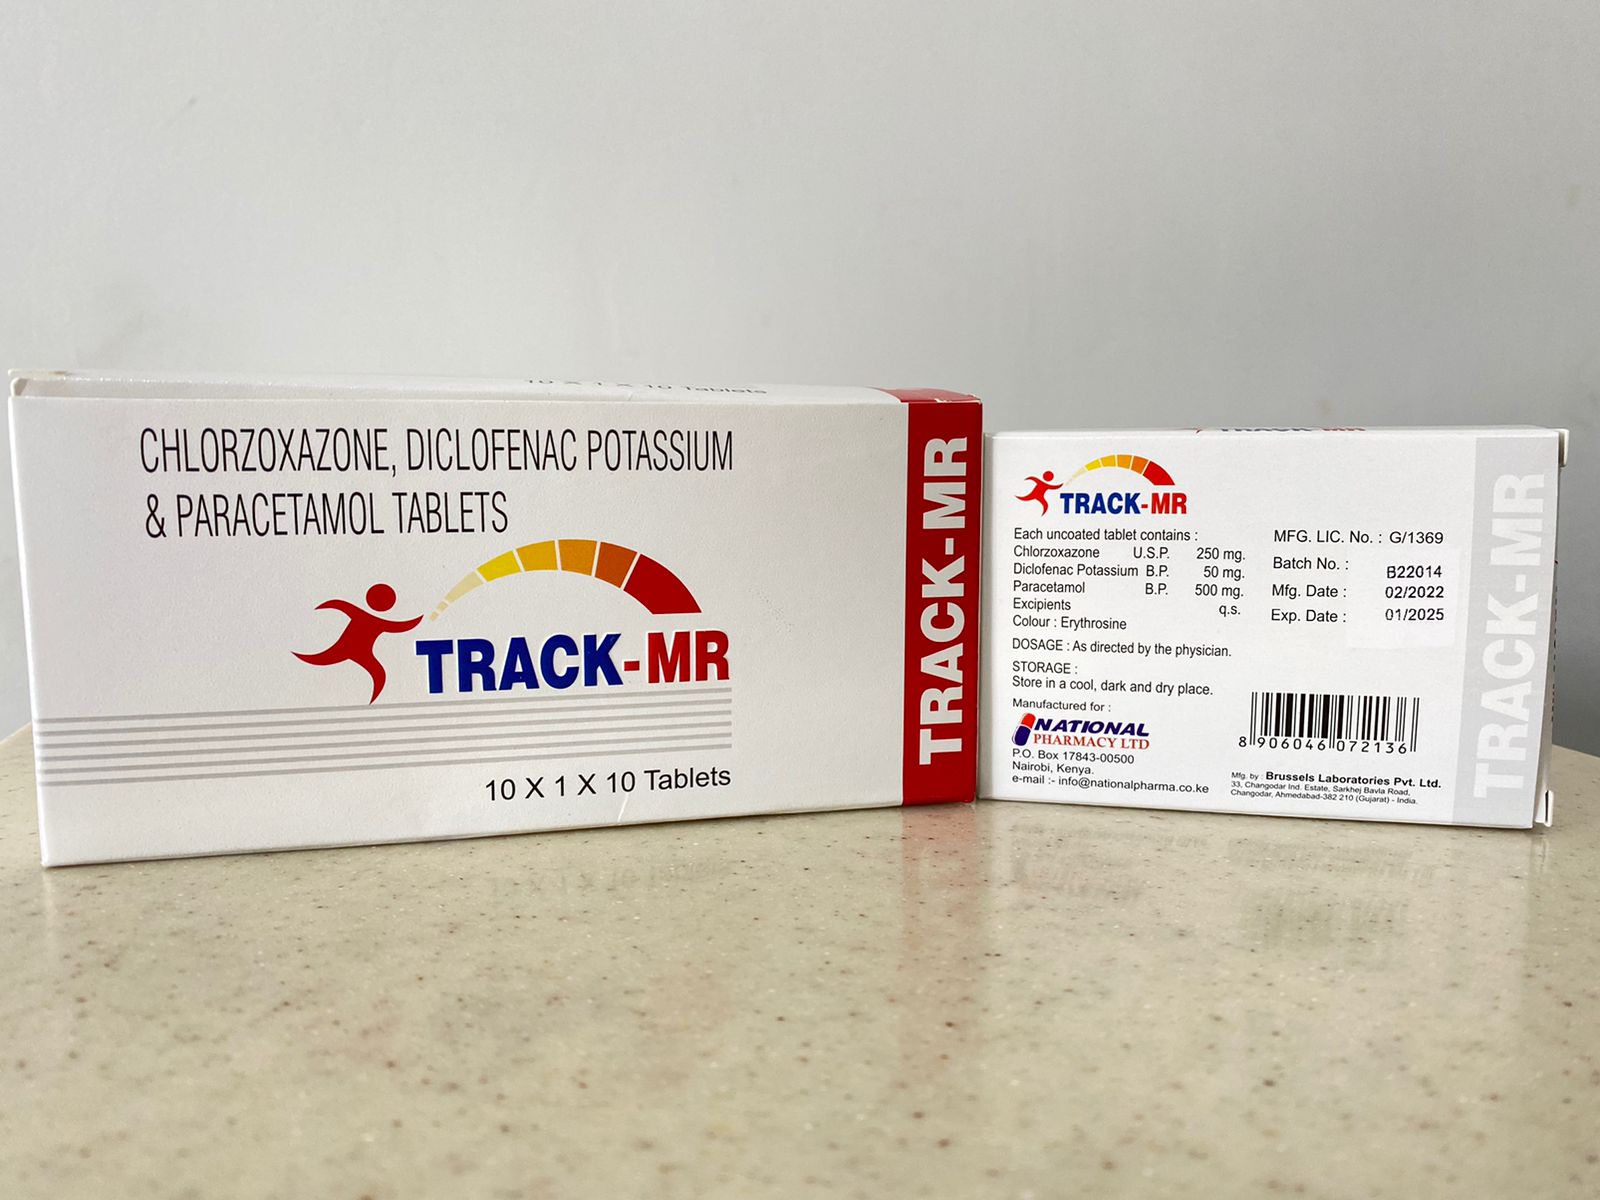 10 X 1 X 10 Tablets
CHLORZOXAZONE, DICLOFENAC POTASSIUM
& PARACETAMOL TABLETS
TRACK-MR
10 X 1 X 10 Tablets
TRACK-MR
TRACK-MR
TRACK-MR
Each uncoated tablet contains :
Chlorzoxazone U.S.P. 250 mg.
Diclofenac Potassium B.P. 50 mg.
Paracetamol B.P. 500 mg.
Excipients q.s.
Colour : Erythrosine
DOSAGE : As directed by the physician.
STORAGE :
Store in a cool, dark and dry place.
Manufactured for :
NATIONAL
PHARMACY LTD
P.O. Box 17843-00500
Nairobi, Kenya.
e-mail :- info@nationalpharma.co.ke
MFG. LIC. No. : G/1369
Batch No. : B22014
Mfg. Date : 02/2022
Exp. Date : 01/2025
8 906046 072136
Mfg. by : Brussels Laboratories Pvt. Ltd.
33, Changodar Ind. Estate, Sarkhej Bavla Road,
Changodar, Ahmedabad-382 210 (Gujarat) - India.
TRACK-MR